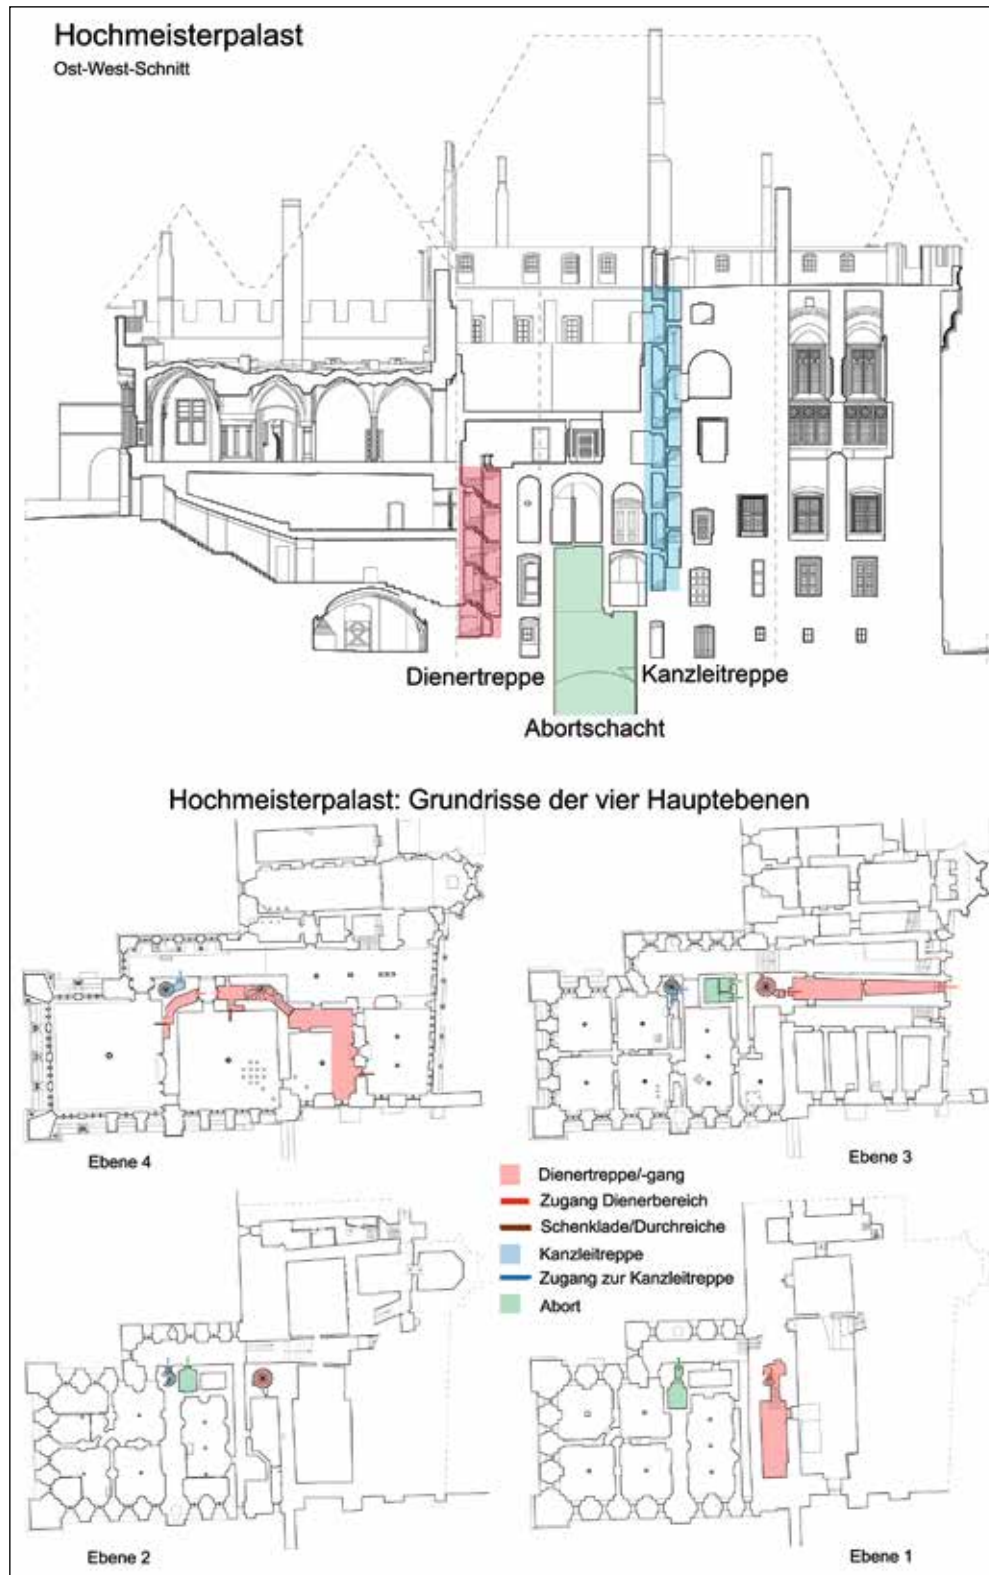 Hochmeisterpalast
Ost-West-Schnitt
Dienertreppe
Kanzleitreppe
Abortschacht
Hochmeisterpalast: Grundrisse der vier Hauptebenen
Ebene 4
Ebene 3
Dienertreppe/-gang
Zugang Dienerbereich
Schenklade/Durchreiche
Kanzleitreppe
Zugang zur Kanzleitreppe
Abort
Ebene 2
Ebene 1